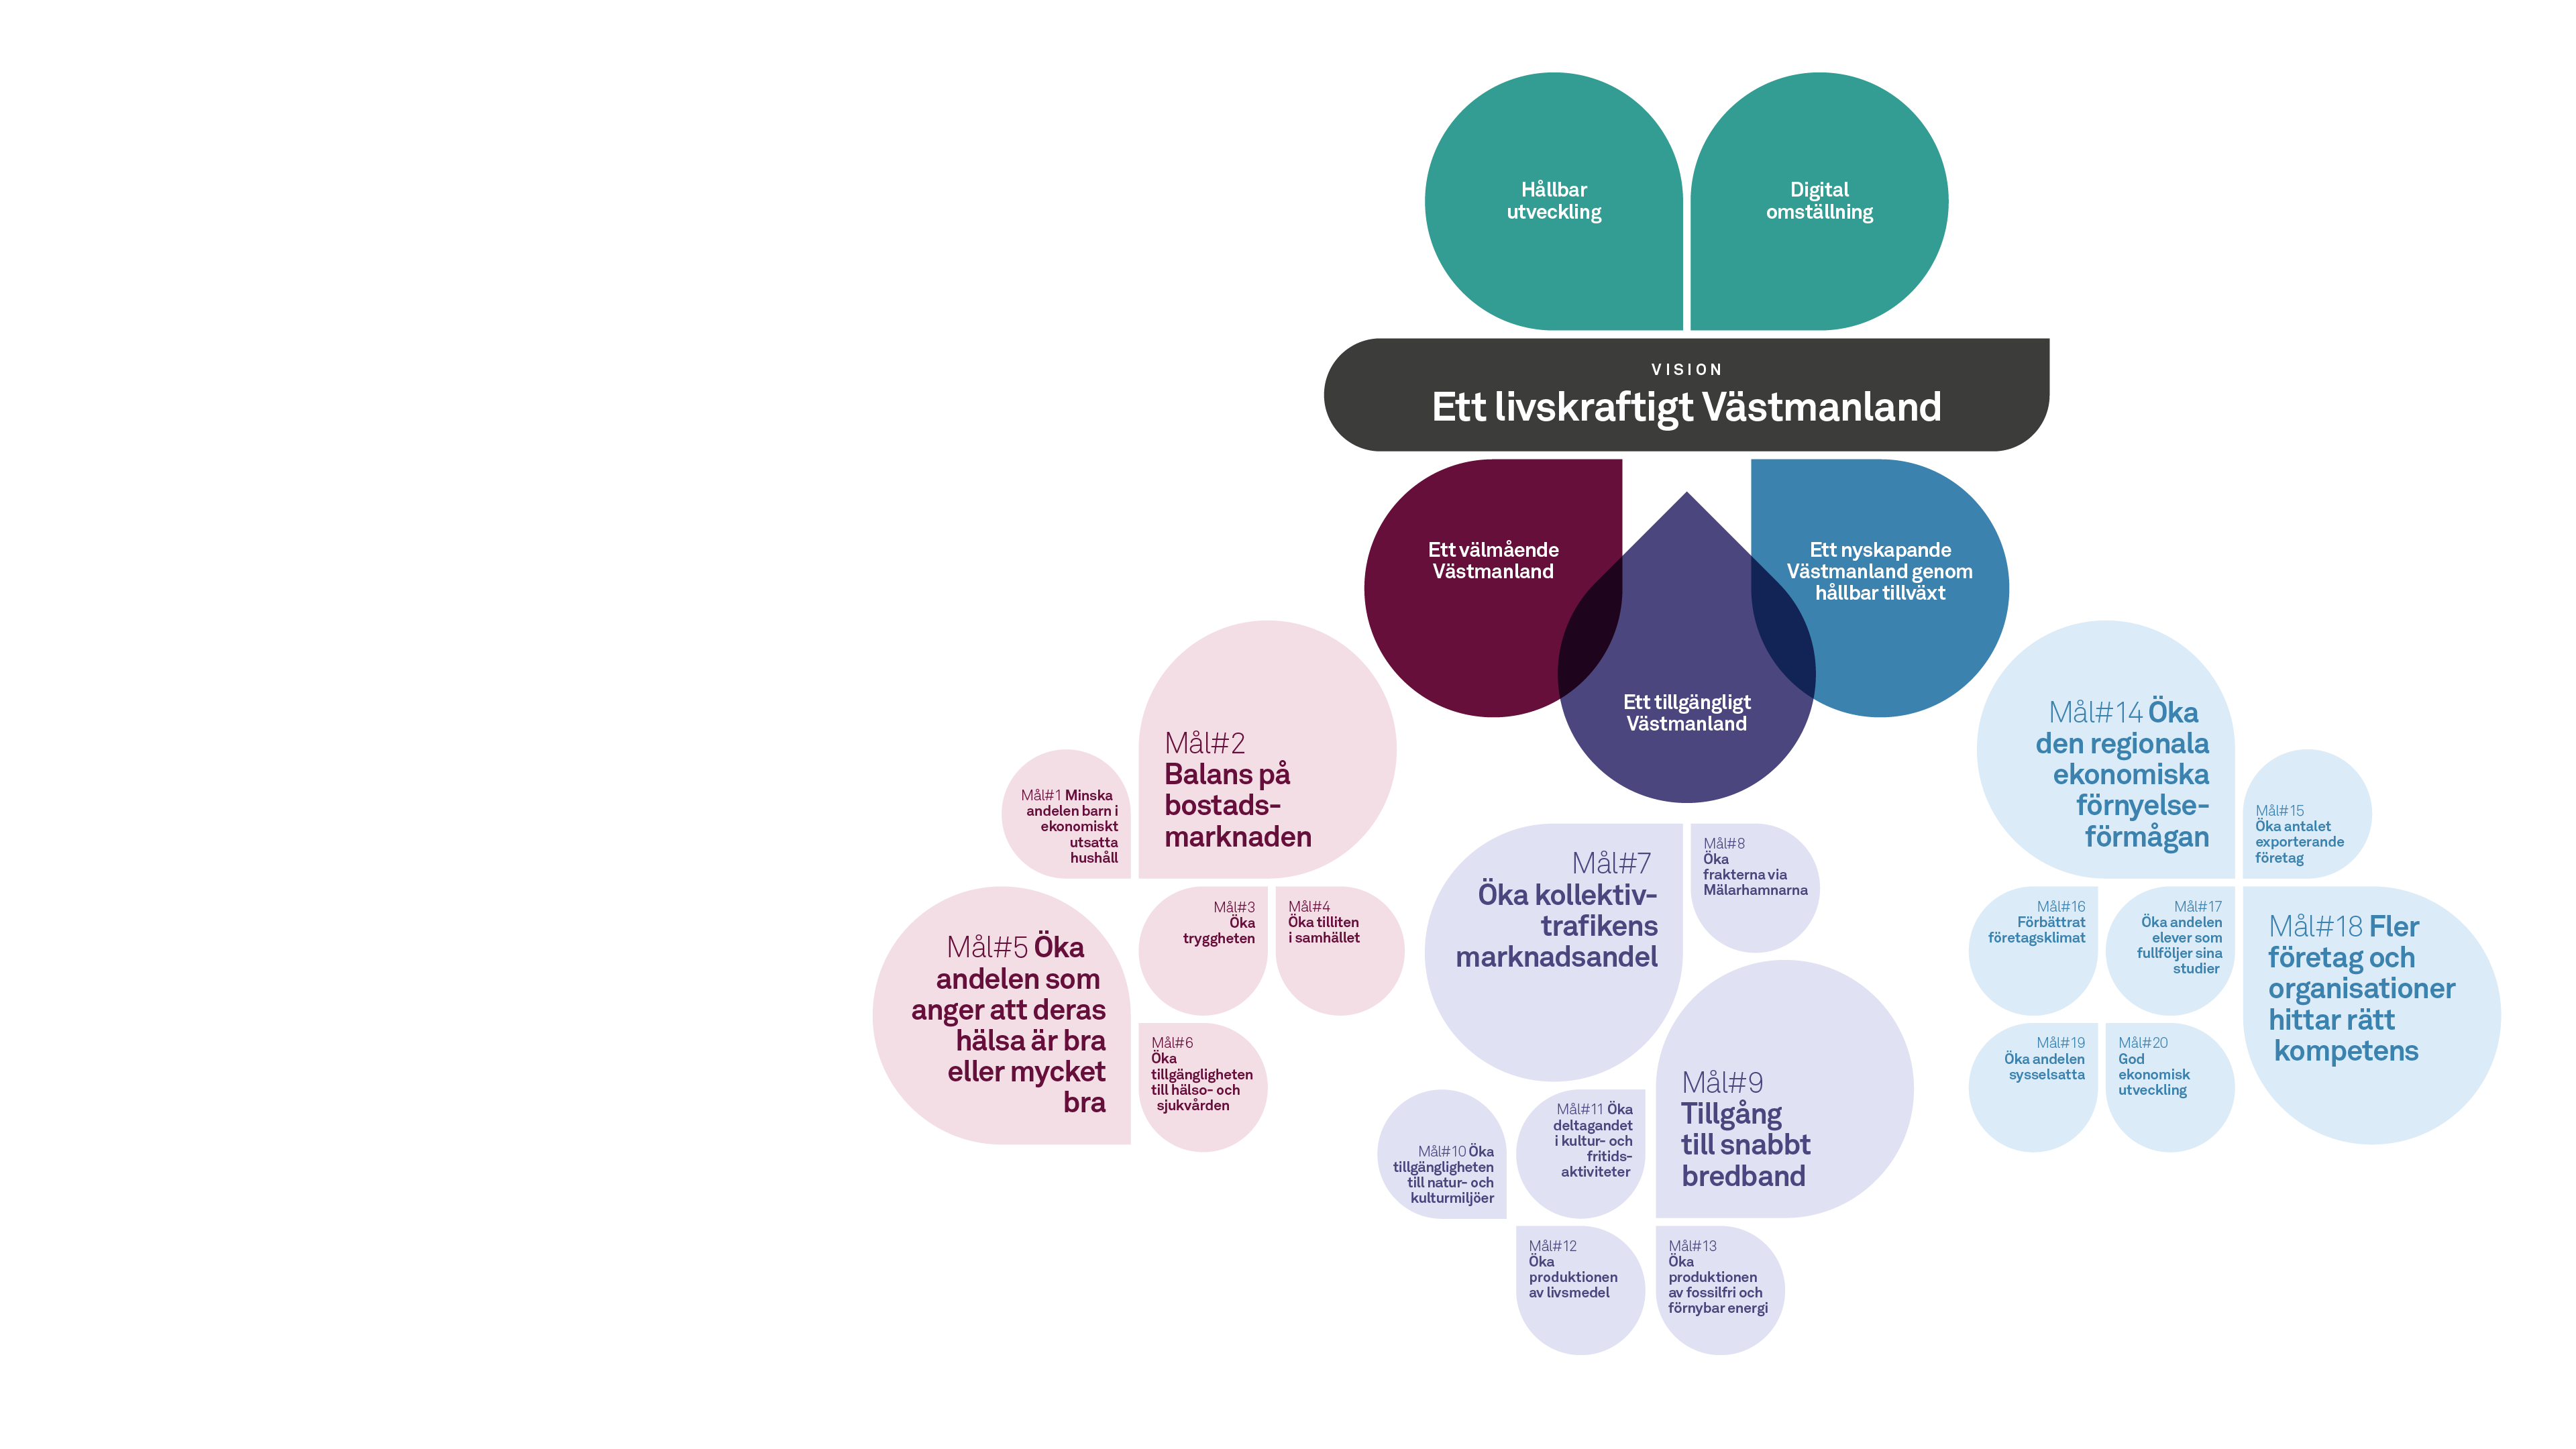 Hållbar
utveckling
Digital
omställning
VISION
Ett livskraftigt Västmanland
Ett välmående
Västmanland
Ett nyskapande
Västmanland genom
hållbar tillväxt
Ett tillgängligt
Västmanland
Mål#1 Minska
andelen barn i
ekonomiskt
utsatta
hushåll
Mål#2
Balans på
bostads-
marknaden
Mål#3
Öka
tryggheten
Mål#4
Öka tilliten
i samhället
Mål#5 Öka
andelen som
anger att deras
hälsa är bra
eller mycket
bra
Mål#6
Öka
tillgängligheten
till hälso- och
sjukvården
Mål#7
Öka kollektiv-
trafikens
marknadsandel
Mål#8
Öka
frakterna via
Mälarhamnarna
Mål#9
Tillgång
till snabbt
bredband
Mål#10 Öka
tillgängligheten
till natur- och
kulturmiljöer
Mål#11 Öka
deltagandet
i kultur- och
fritids-
aktiviteter
Mål#12
Öka
produktionen
av livsmedel
Mål#13
Öka
produktionen
av fossilfri och
förnybar energi
Mål#14 Öka
den regionala
ekonomiska
förnyelse-
förmågan
Mål#15
Öka antalet
exporterande
företag
Mål#16
Förbättrat
företagsklimat
Mål#17
Öka andelen
elever som
fullföljer sina
studier
Mål#18 Fler
företag och
organisationer
hittar rätt
kompetens
Mål#19
Öka andelen
sysselsatta
Mål#20
God
ekonomisk
utveckling